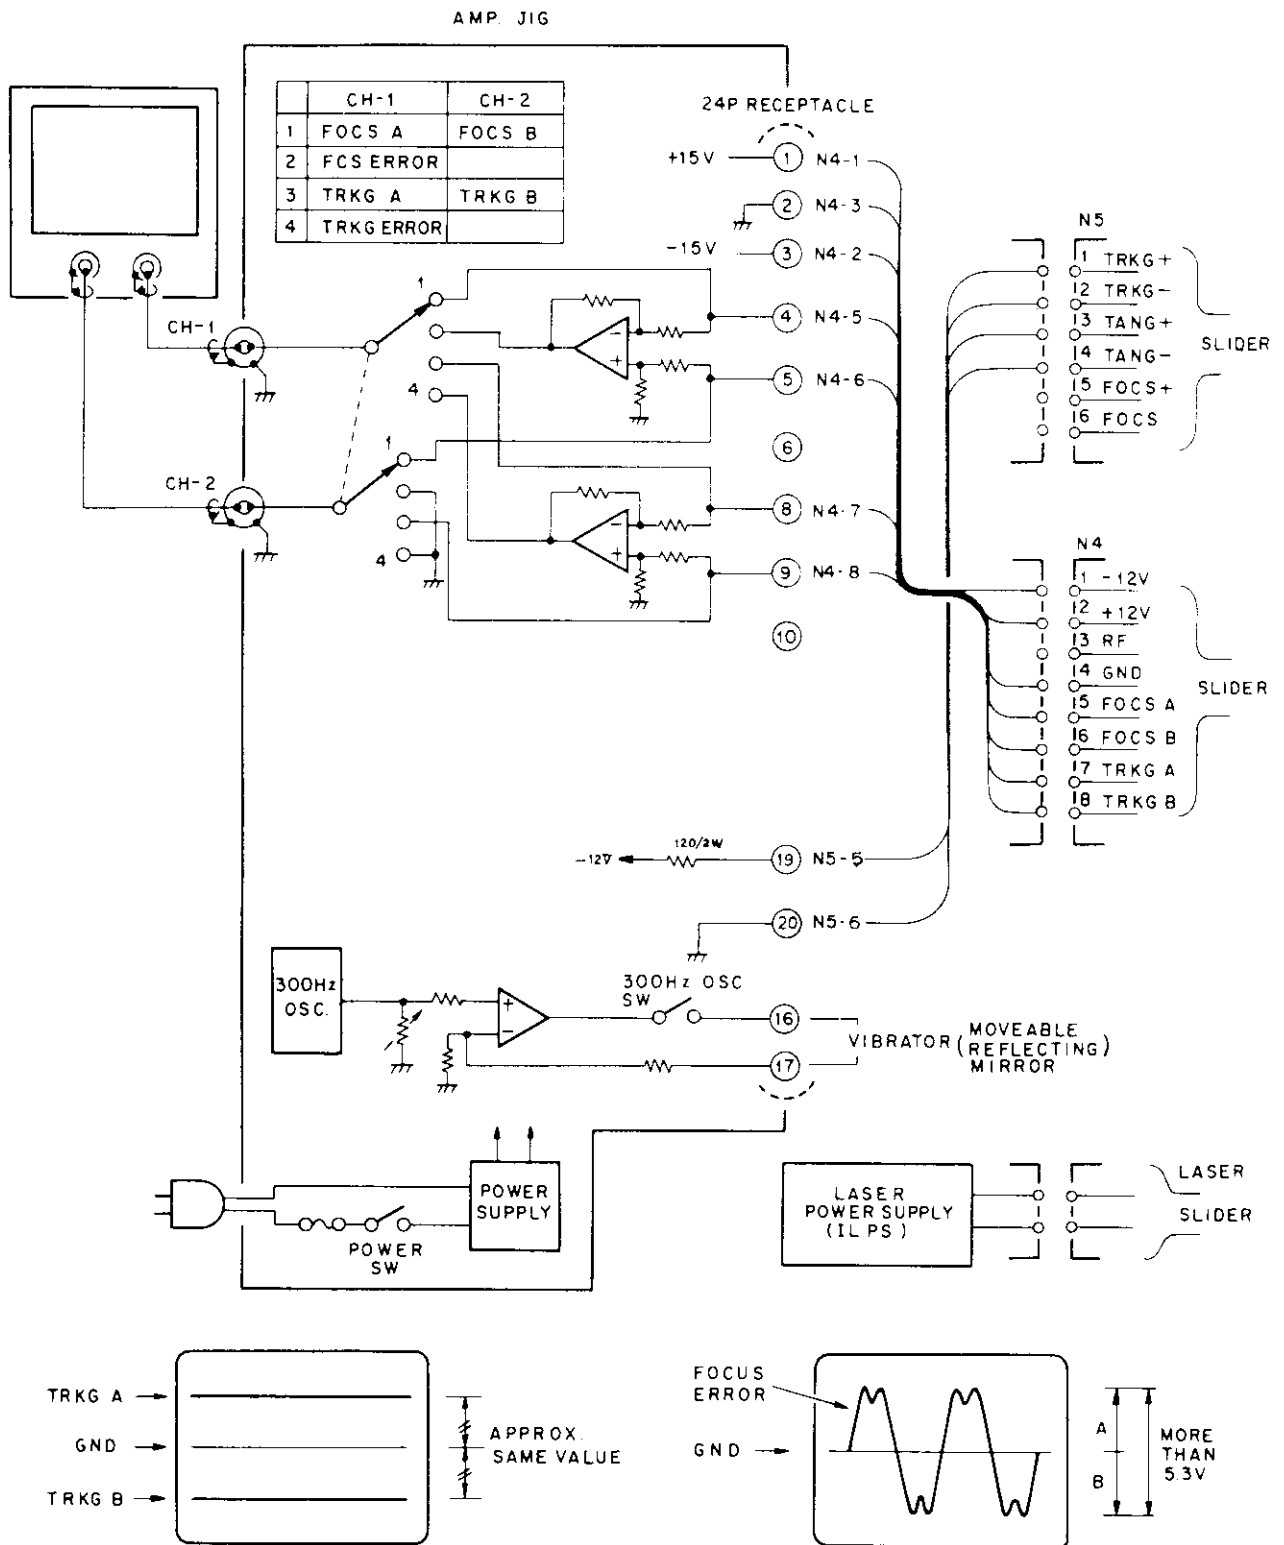 AMP. JIG
CH-1 CH-2
1 FOCS A FOCS B
2 FCS ERROR
3 TRKG A TRKG B
4 TRKG ERROR
24P RECEPTACLE
+15V 1 N4-1
2 N4-3
-15V 3 N4-2
4 N4-5
5 N4-6
6
8 N4-7
9 N4-8
10
CH-1
1
4
CH-2
1
4
-
+
-
+
N5
1 TRKG+
2 TRKG-
3 TANG+
4 TANG-
5 FOCS+
6 FOCS
SLIDER
N4
1 -12V
2 +12V
3 RF
4 GND
5 FOCS A
6 FOCS B
7 TRKG A
8 TRKG B
SLIDER
-12V 120/2W 19 N5-5
20 N5-6
300Hz
OSC.
+
-
300Hz OSC
SW
16
17
VIBRATOR (MOVEABLE
REFLECTING)
MIRROR
POWER
SUPPLY
POWER
SW
LASER
POWER SUPPLY
(ILPS)
LASER
SLIDER
TRKG A
GND
TRKG B
APPROX.
SAME VALUE
FOCUS
ERROR
GND
A
B
MORE
THAN
5.3V